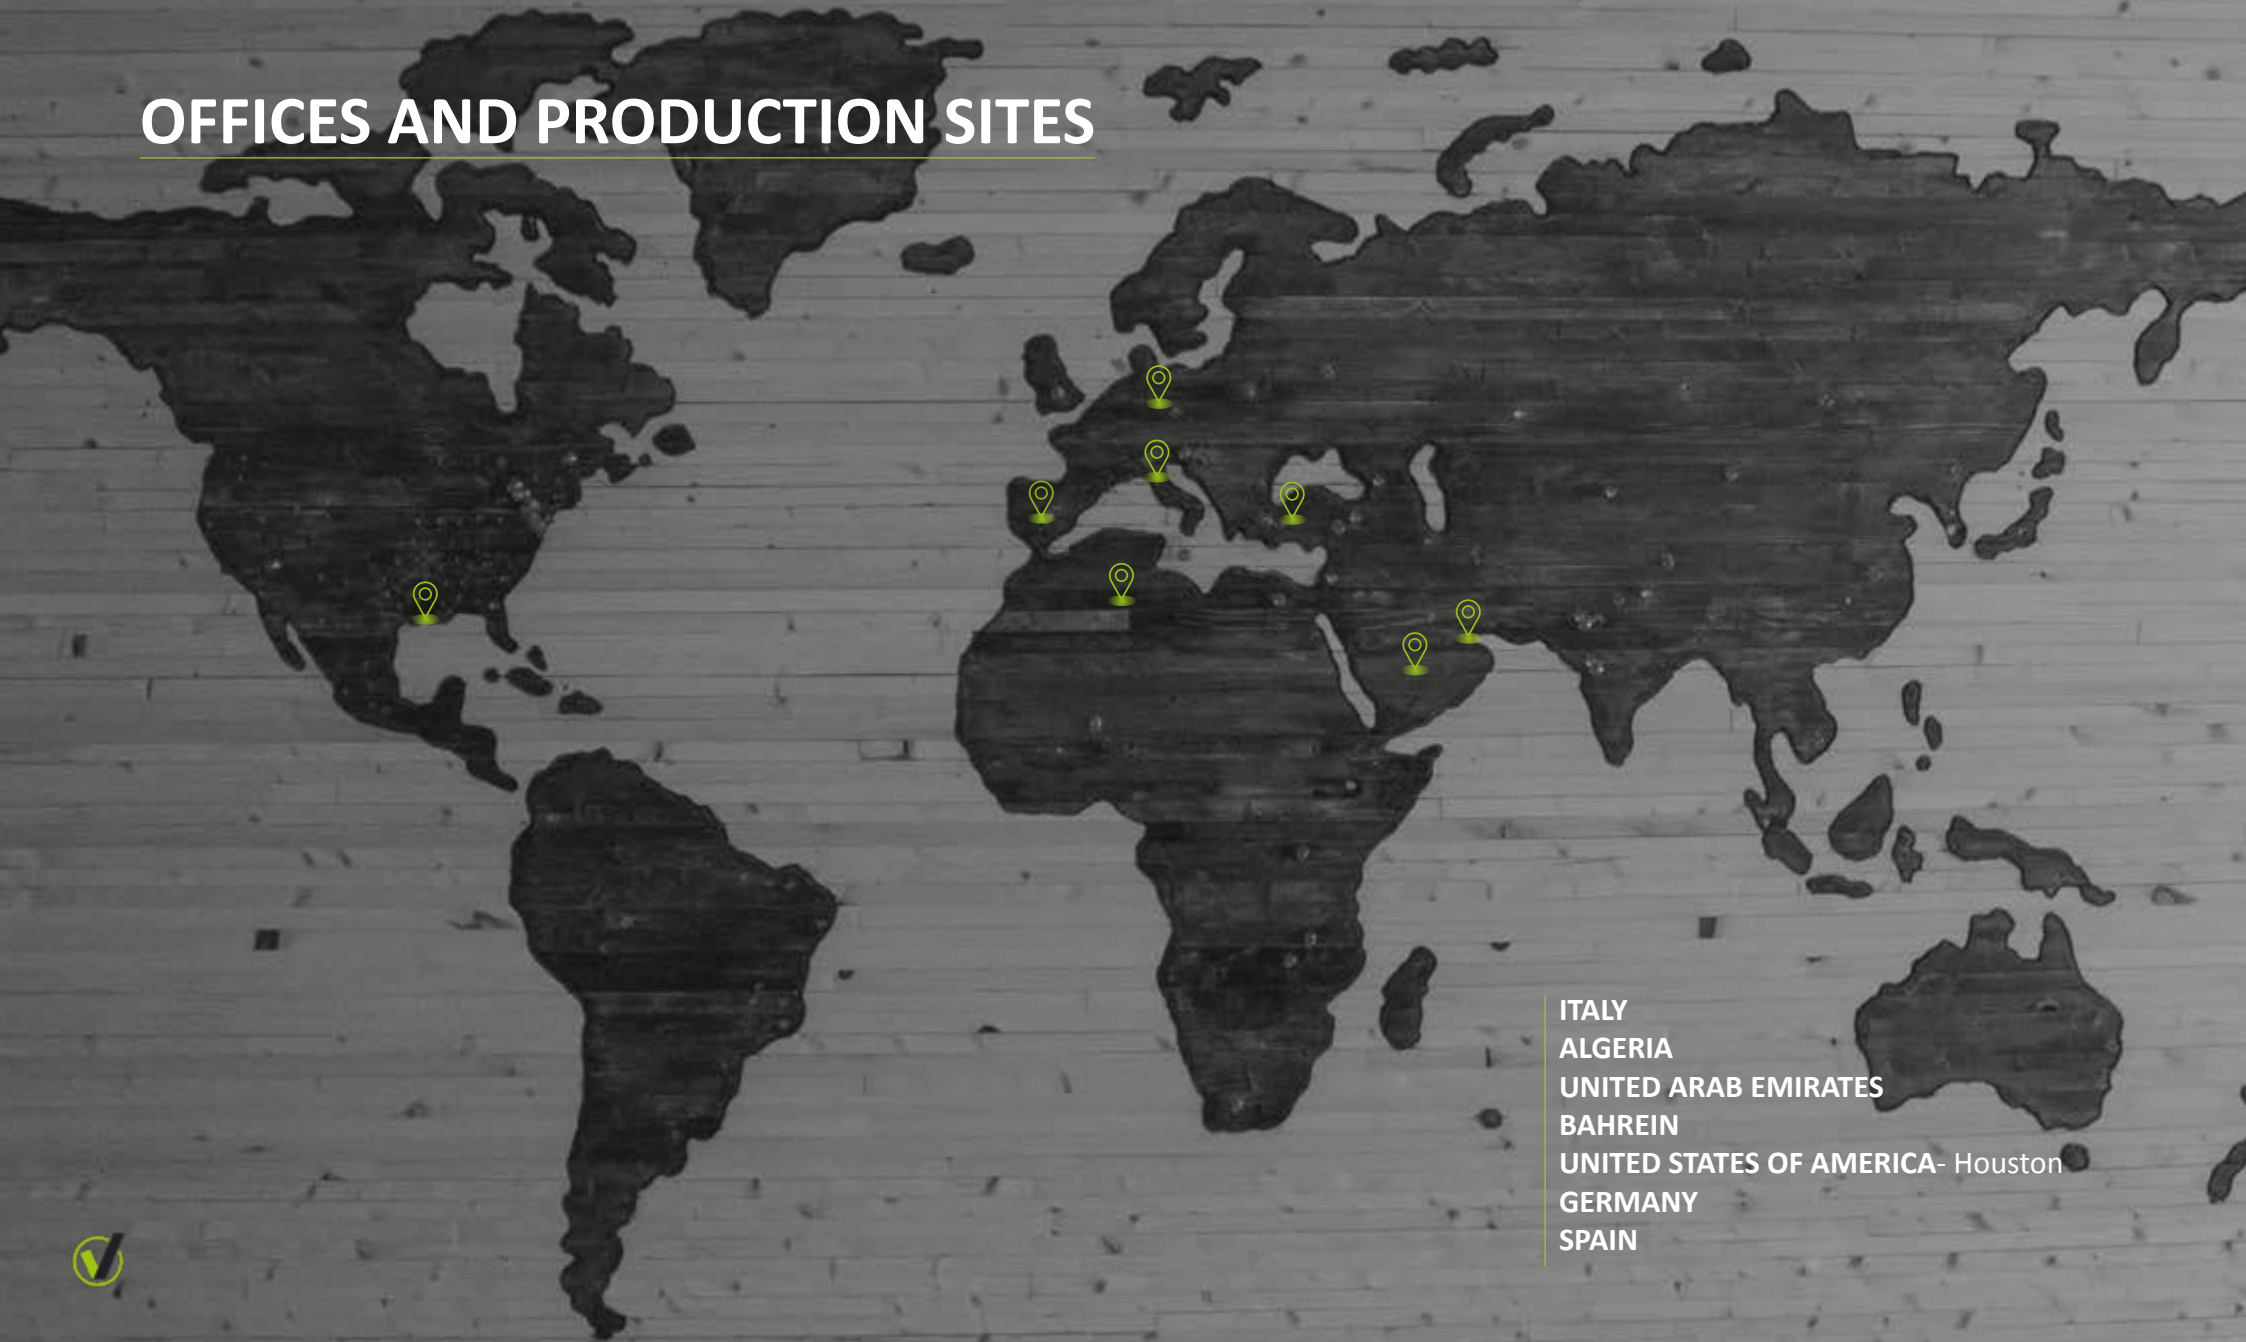 OFFICES AND PRODUCTION SITES
ITALY
ALGERIA
UNITED ARAB EMIRATES
BAHREIN
UNITED STATES OF AMERICA- Houston
GERMANY
SPAIN